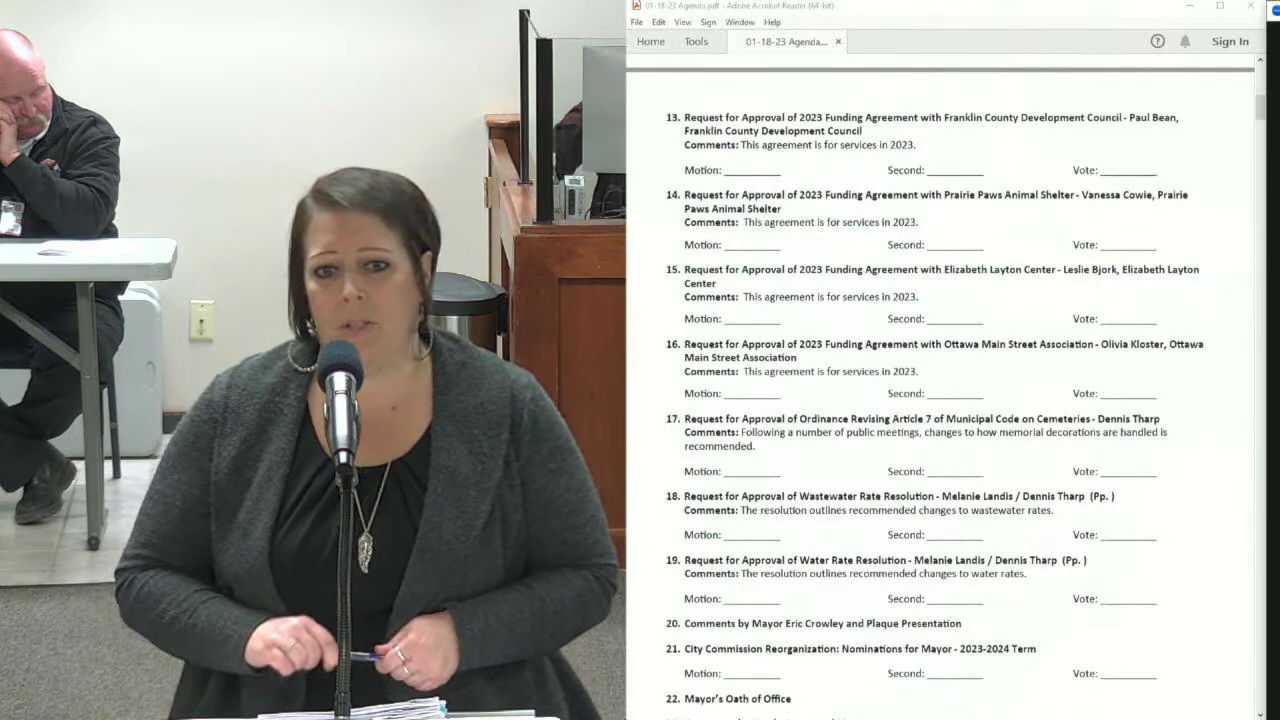 01-18-23 Agenda.pdf - Adobe Acrobat Reader (64-bit)
File Edit View Sign Window Help
Home Tools 01-18-23 Agenda.... × Sign In
13. Request for Approval of 2023 Funding Agreement with Franklin County Development Council - Paul Bean,
Franklin County Development Council
Comments: This agreement is for services in 2023.
Motion: __________ Second: __________ Vote: __________
14. Request for Approval of 2023 Funding Agreement with Prairie Paws Animal Shelter - Vanessa Cowie, Prairie
Paws Animal Shelter
Comments: This agreement is for services in 2023.
Motion: __________ Second: __________ Vote: __________
15. Request for Approval of 2023 Funding Agreement with Elizabeth Layton Center - Leslie Bjork, Elizabeth Layton
Center
Comments: This agreement is for services in 2023.
Motion: __________ Second: __________ Vote: __________
16. Request for Approval of 2023 Funding Agreement with Ottawa Main Street Association - Olivia Kloster, Ottawa
Main Street Association
Comments: This agreement is for services in 2023.
Motion: __________ Second: __________ Vote: __________
17. Request for Approval of Ordinance Revising Article 7 of Municipal Code on Cemeteries - Dennis Tharp
Comments: Following a number of public meetings, changes to how memorial decorations are handled is
recommended.
Motion: __________ Second: __________ Vote: __________
18. Request for Approval of Wastewater Rate Resolution - Melanie Landis / Dennis Tharp (Pp. )
Comments: The resolution outlines recommended changes to wastewater rates.
Motion: __________ Second: __________ Vote: __________
19. Request for Approval of Water Rate Resolution - Melanie Landis / Dennis Tharp (Pp. )
Comments: The resolution outlines recommended changes to water rates.
Motion: __________ Second: __________ Vote: __________
20. Comments by Mayor Eric Crowley and Plaque Presentation
21. City Commission Reorganization: Nominations for Mayor - 2023-2024 Term
Motion: __________ Second: __________ Vote: __________
22. Mayor's Oath of Office